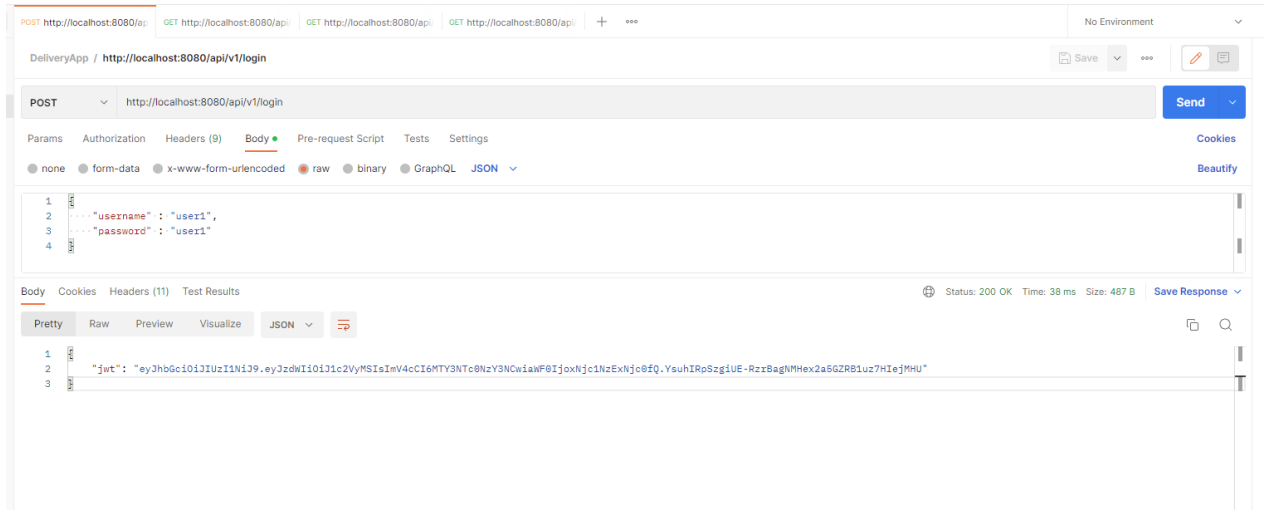 POST http://localhost:8080/ap GET http://localhost:8080/api GET http://localhost:8080/api GET http://localhost:8080/api No Environment
DeliveryApp / http://localhost:8080/api/v1/login Save
POST http://localhost:8080/api/v1/login Send
Params Authorization Headers (9) Body Pre-request Script Tests Settings Cookies
none form-data x-www-form-urlencoded raw binary GraphQL JSON Beautify
1 {
2 "username" : "user1",
3 "password" : "user1"
4 }
Body Cookies Headers (11) Test Results Status: 200 OK Time: 38 ms Size: 487 B Save Response
Pretty Raw Preview Visualize JSON
1 {
2 "jwt": "eyJhbGciOiJIUzI1NiJ9.eyJzdWIiOiJ1c2VyMSIsImV4cCI6MTY3NTc0NzY3NCwiaWF0IjoxNjc1NzExNjc0fQ.YsuhIRpSzgiUE-RzrBagNMHex2a5GZRB1uz7HIejMHU"
3 }